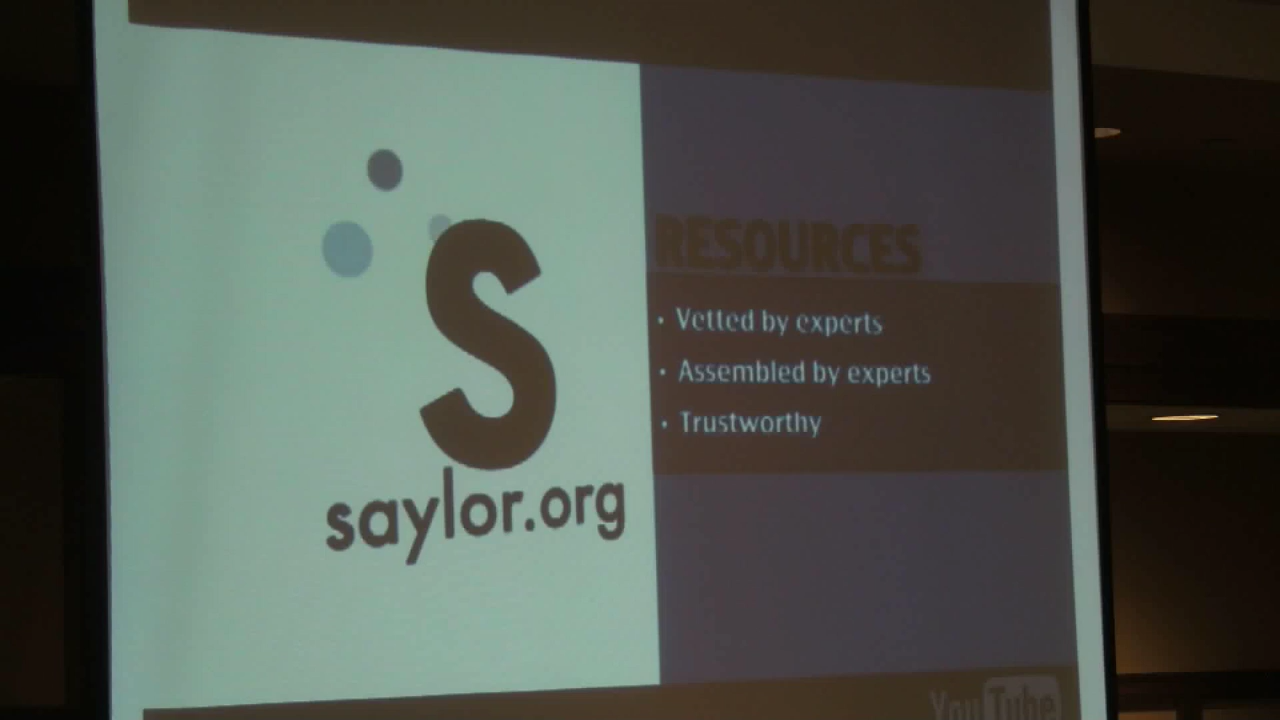 S
saylor.org
RESOURCES
• Vetted by experts
• Assembled by experts
• Trustworthy
YouTube